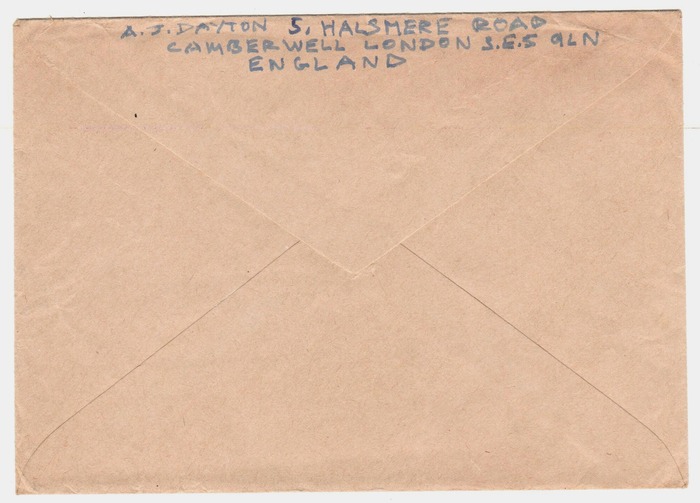 A. J. DAYTON 5, HALSMERE ROAD
CAMBERWELL LONDON S.E.5 9LN
ENGLAND